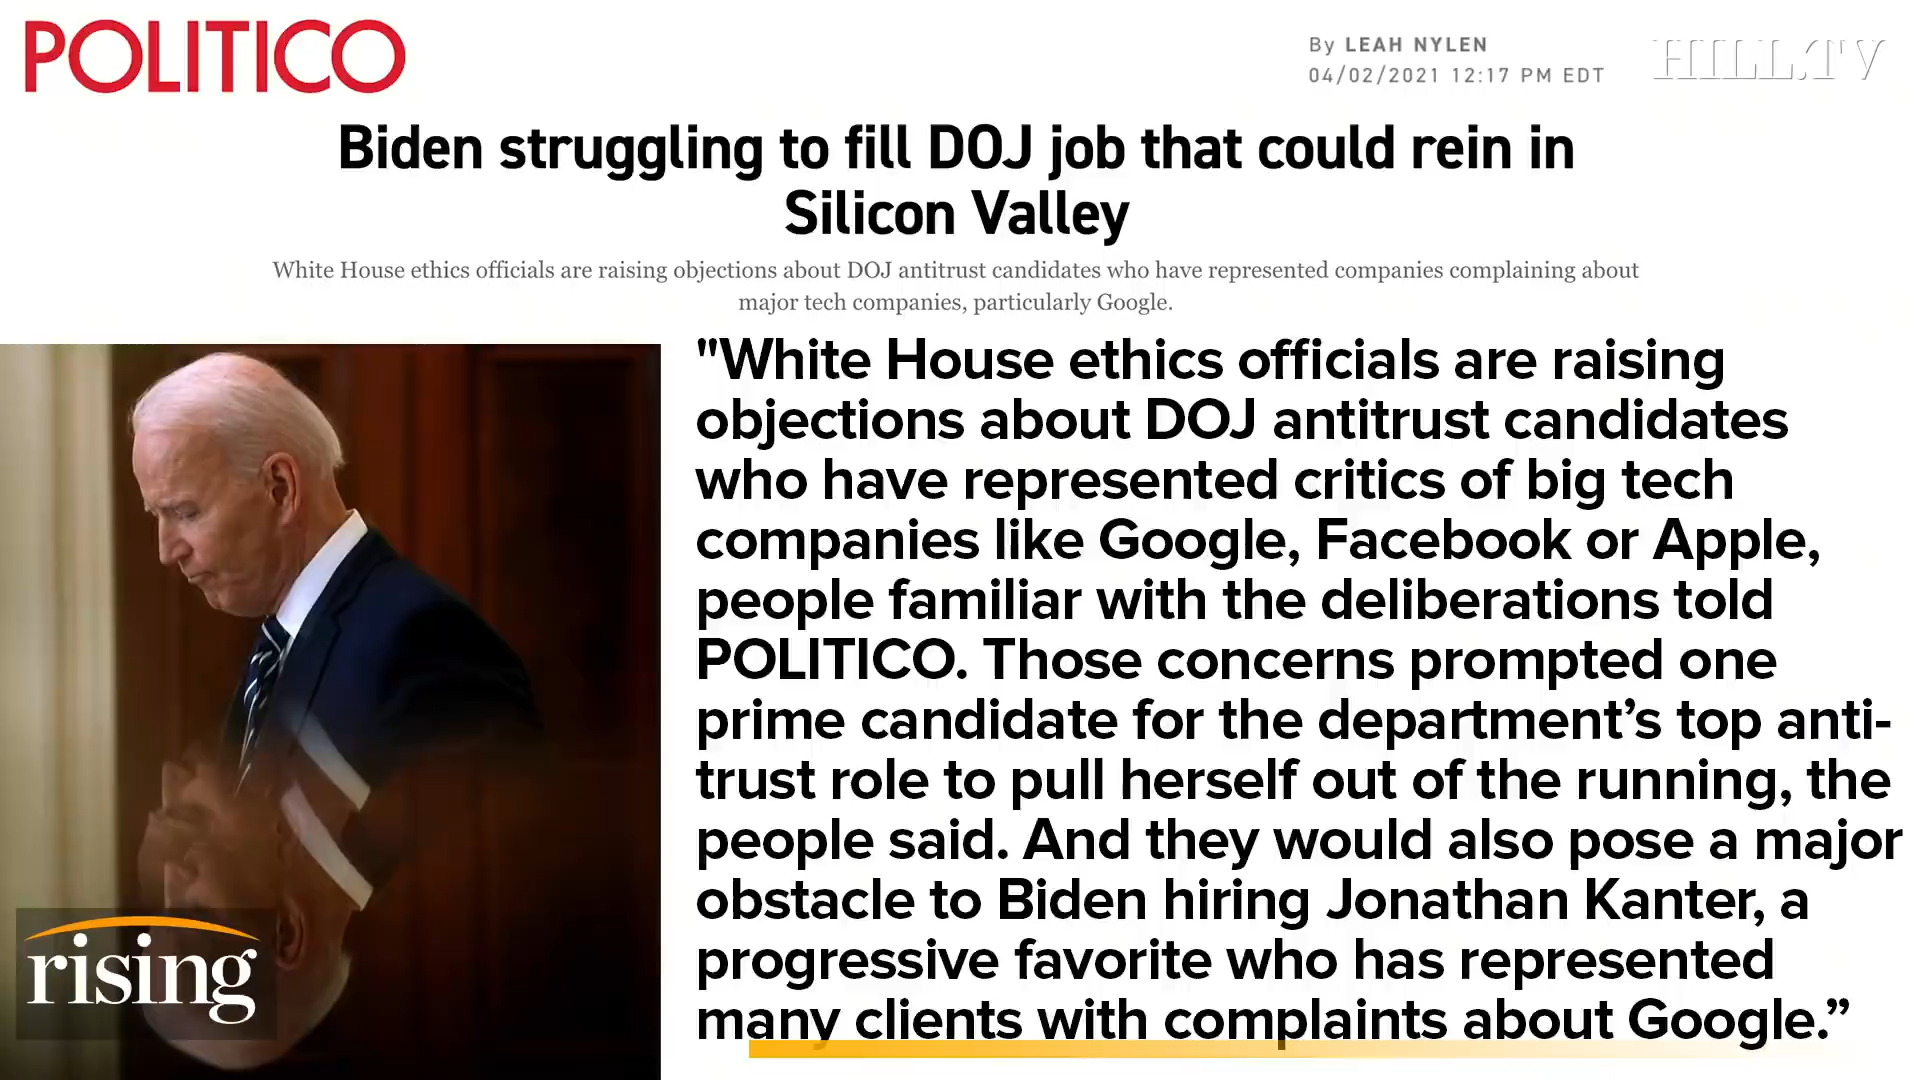 POLITICO
By LEAH NYLEN
04/02/2021 12:17 PM EDT
HILL.TV
Biden struggling to fill DOJ job that could rein in
Silicon Valley
White House ethics officials are raising objections about DOJ antitrust candidates who have represented companies complaining about
major tech companies, particularly Google.
"White House ethics officials are raising
objections about DOJ antitrust candidates
who have represented critics of big tech
companies like Google, Facebook or Apple,
people familiar with the deliberations told
POLITICO. Those concerns prompted one
prime candidate for the department’s top anti-
trust role to pull herself out of the running, the
people said. And they would also pose a major
obstacle to Biden hiring Jonathan Kanter, a
progressive favorite who has represented
many clients with complaints about Google.”
rising